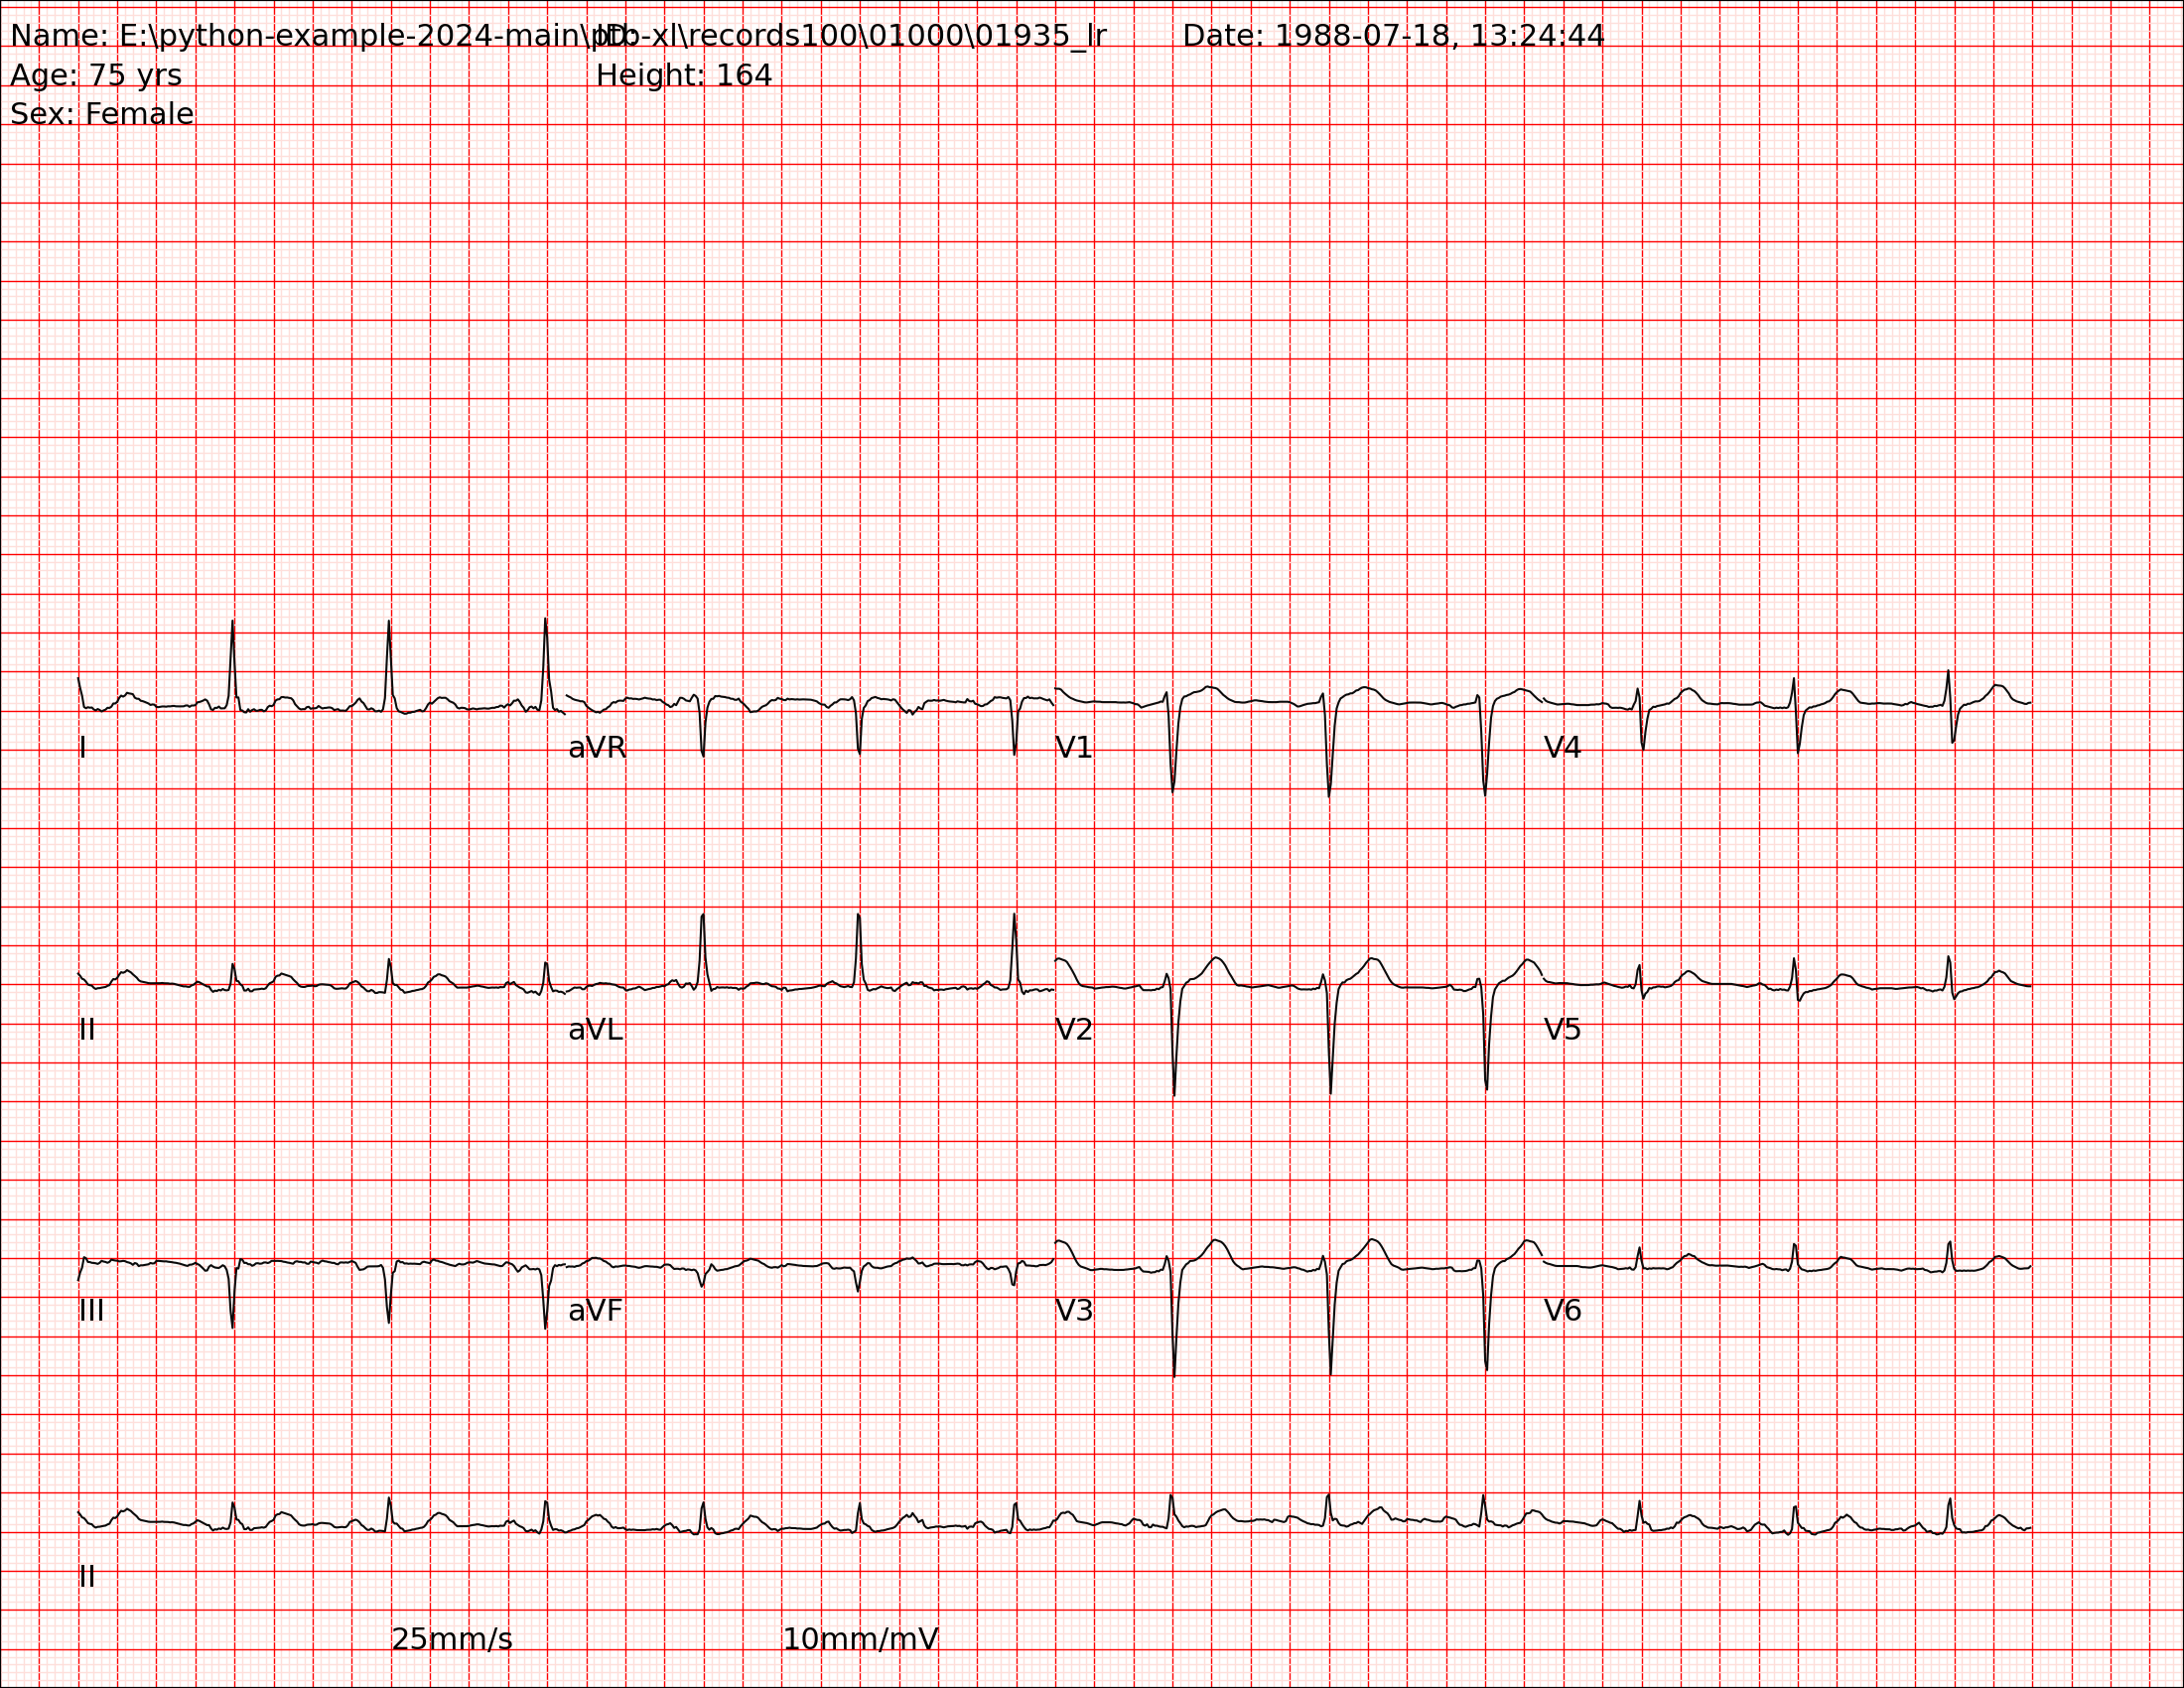 Name: E:\python-example-2024-main\ptb-xl\records100\01000\01935_lr ID: Date: 1988-07-18, 13:24:44
Age: 75 yrs Height: 164
Sex: Female
I aVR V1 V4
II aVL V2 V5
III aVF V3 V6
II
25mm/s 10mm/mV